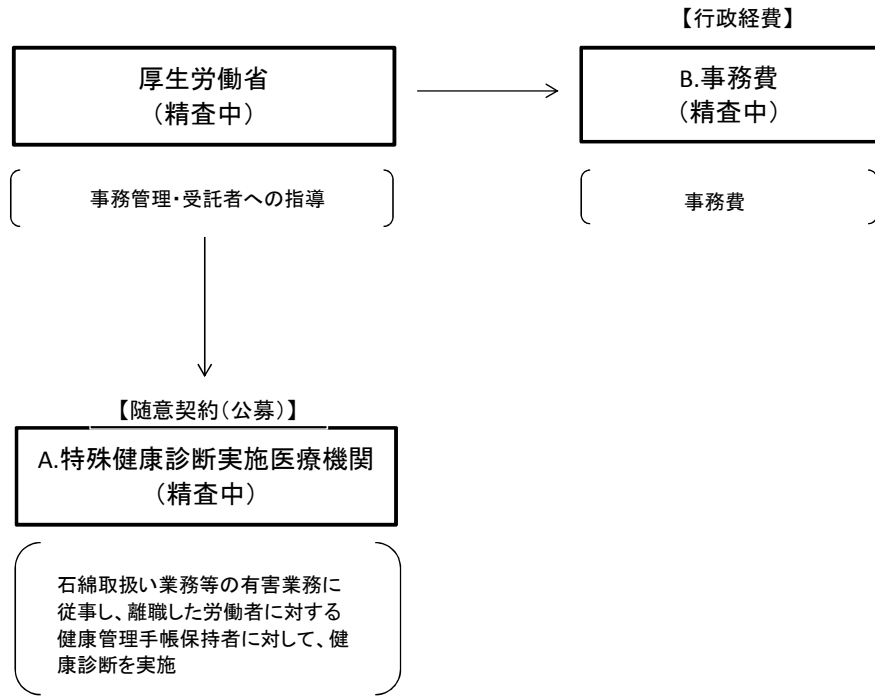 【行政経費】
厚生労働省
（精査中）
B.事務費
（精査中）
事務管理・受託者への指導
事務費
【随意契約（公募）】
A.特殊健康診断実施医療機関
（精査中）
石綿取扱い業務等の有害業務に
従事し、離職した労働者に対する
健康管理手帳保持者に対して、健
康診断を実施